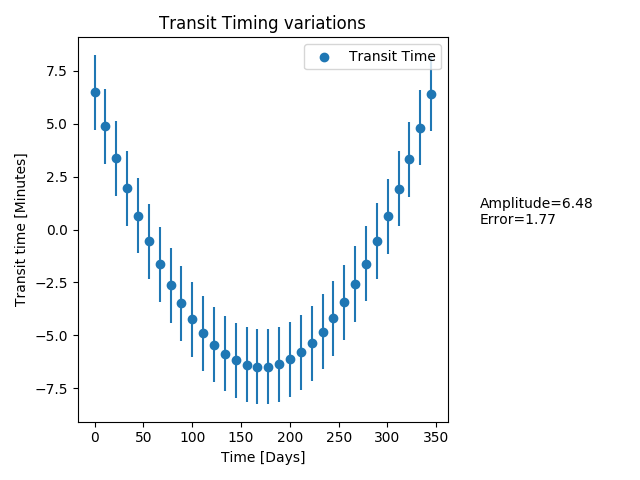 Transit Timing variations
Transit Time
7.5
5.0
2.5
0.0
−2.5
−5.0
−7.5
Transit time [Minutes]
Amplitude=6.48
Error=1.77
0 50 100 150 200 250 300 350
Time [Days]